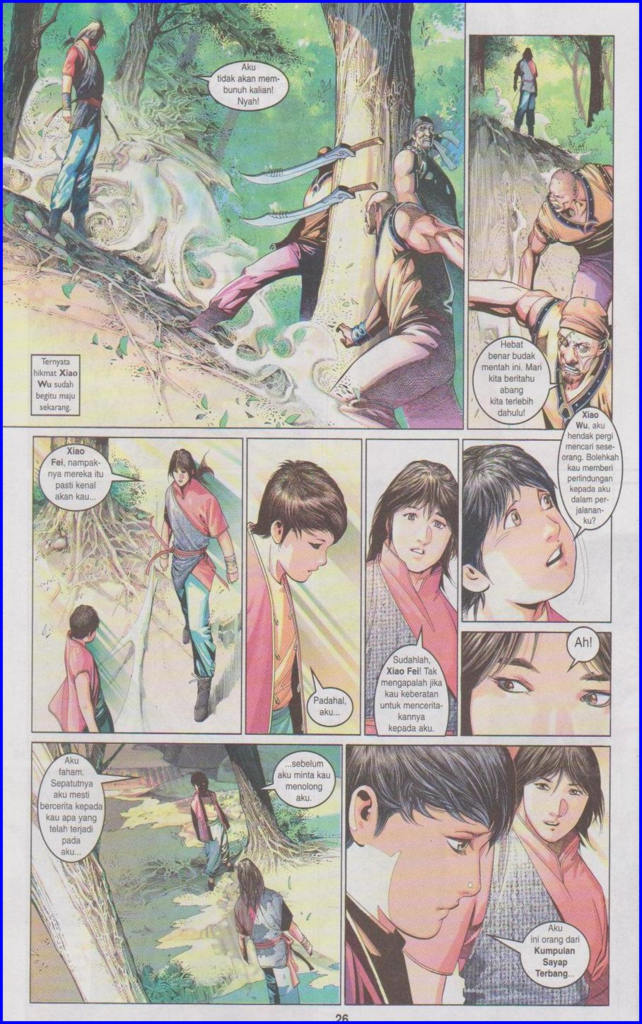 Aku
tidak akan mem-
bunuh kalian!
Nyah!
Ternyata
hikmat Xiao
Wu sudah
begitu maju
sekarang.
Hebat
benar budak
mentah ini. Mari
kita beritahu
abang
kita terlebih
dahulu!
Xiao
Fei, nampak-
nya mereka itu
pasti kenal
akan kau...
Padahal,
aku...
Sudahlah,
Xiao Fei! Tak
mengapalah jika
kau keberatan
untuk mencerita-
kannya
kepada aku.
Xiao
Wu, aku
hendak pergi
mencari sese-
orang. Bolehkah
kau memberi
perlindungan
kepada aku
dalam per-
jalanan-
ku?
Ah!
Aku
faham.
Sepatutnya
aku mesti
bercerita kepada
kau apa yang
telah terjadi
pada
aku...
...sebelum
aku minta kau
menolong
aku.
Aku
ini orang dari
Kumpulan
Sayap
Terbang...
26